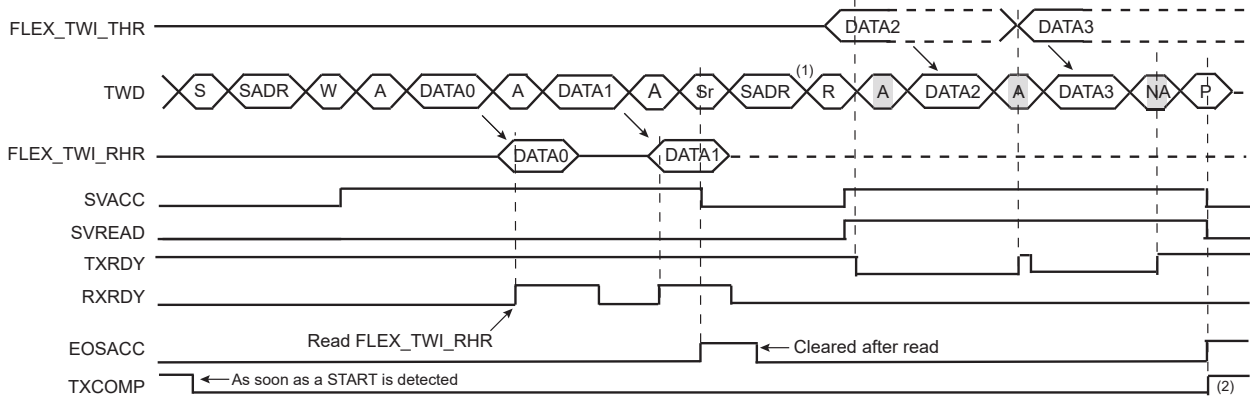 FLEX_TWI_THR DATA2 DATA3
(1)
TWD S SADR W A DATA0 A DATA1 A Sr SADR R A DATA2 A DATA3 NA P
FLEX_TWI_RHR DATA0 DATA1
SVACC
SVREAD
TXRDY
RXRDY
Read FLEX_TWI_RHR
EOSACC Cleared after read
TXCOMP As soon as a START is detected (2)